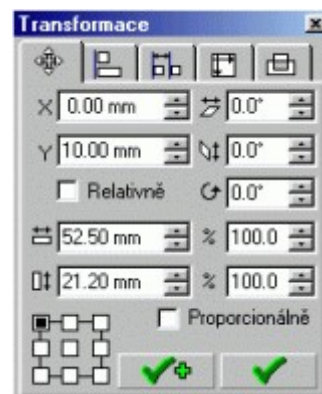 Transformace
X 0.00 mm 0.0°
Y 10.00 mm 0.0°
Relativně 0.0°
52.50 mm % 100.0
21.20 mm % 100.0
Proporcionálně